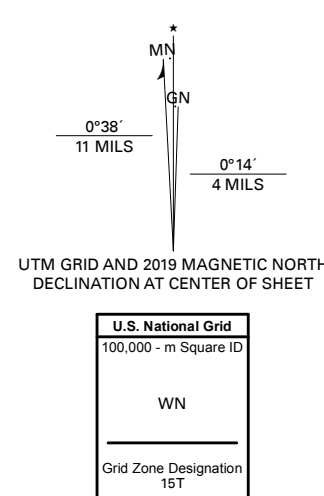 ★
MN
GN
0°38´
11 MILS
0°14´
4 MILS
UTM GRID AND 2019 MAGNETIC NORTH
DECLINATION AT CENTER OF SHEET
U.S. National Grid
100,000 - m Square ID
WN
Grid Zone Designation
15T